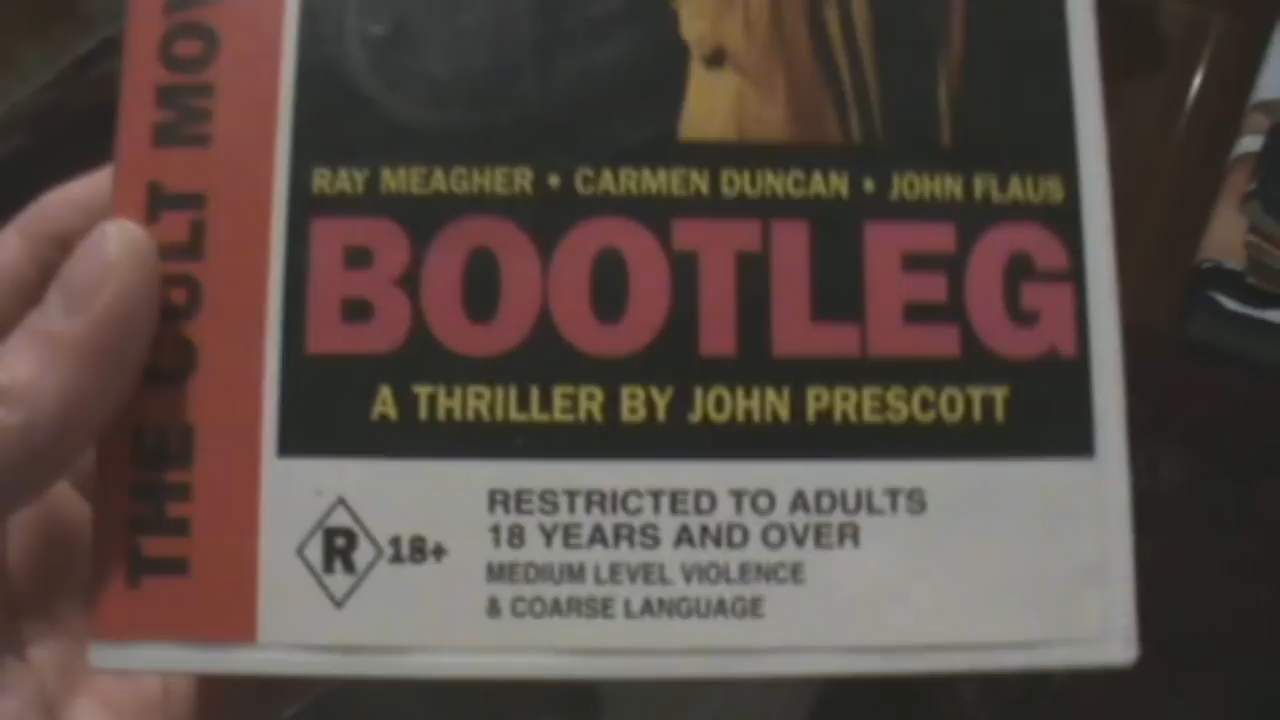 THE CULT MOV
RAY MEAGHER • CARMEN DUNCAN • JOHN FLAUS
BOOTLEG
A THRILLER BY JOHN PRESCOTT
R 18+
RESTRICTED TO ADULTS
18 YEARS AND OVER
MEDIUM LEVEL VIOLENCE
& COARSE LANGUAGE